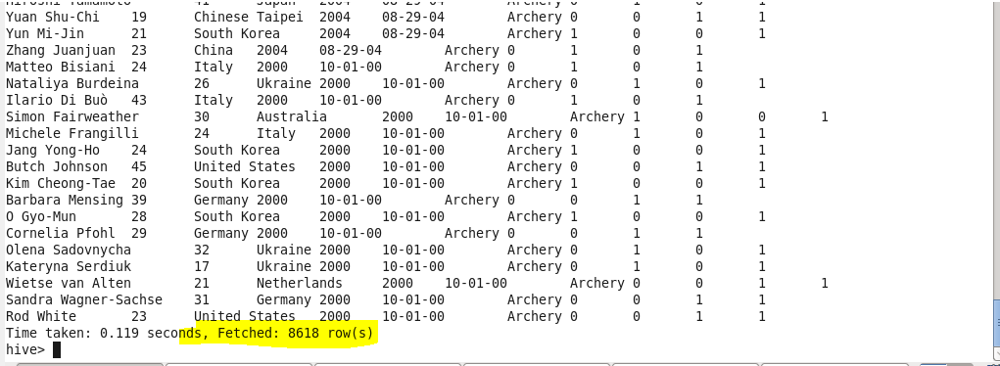 Yuan Shu-Chi 19 Chinese Taipei 2004 08-29-04 Archery 0 0 1 1
Yun Mi-Jin 21 South Korea 2004 08-29-04 Archery 1 0 0 1
Zhang Juanjuan 23 China 2004 08-29-04 Archery 0 1 0 1
Matteo Bisiani 24 Italy 2000 10-01-00 Archery 0 1 0 1
Nataliya Burdeina 26 Ukraine 2000 10-01-00 Archery 0 1 0 1
Ilario Di Buò 43 Italy 2000 10-01-00 Archery 0 1 0 1
Simon Fairweather 30 Australia 2000 10-01-00 Archery 1 0 0 1
Michele Frangilli 24 Italy 2000 10-01-00 Archery 0 1 0 1
Jang Yong-Ho 24 South Korea 2000 10-01-00 Archery 1 0 0 1
Butch Johnson 45 United States 2000 10-01-00 Archery 0 0 1 1
Kim Cheong-Tae 20 South Korea 2000 10-01-00 Archery 1 0 0 1
Barbara Mensing 39 Germany 2000 10-01-00 Archery 0 0 1 1
O Gyo-Mun 28 South Korea 2000 10-01-00 Archery 1 0 0 1
Cornelia Pfohl 29 Germany 2000 10-01-00 Archery 0 0 1 1
Olena Sadovnycha 32 Ukraine 2000 10-01-00 Archery 0 1 0 1
Kateryna Serdiuk 17 Ukraine 2000 10-01-00 Archery 0 1 0 1
Wietse van Alten 21 Netherlands 2000 10-01-00 Archery 0 0 1 1
Sandra Wagner-Sachse 31 Germany 2000 10-01-00 Archery 0 0 1 1
Rod White 23 United States 2000 10-01-00 Archery 0 0 1 1
Time taken: 0.119 seconds, Fetched: 8618 row(s)
hive>